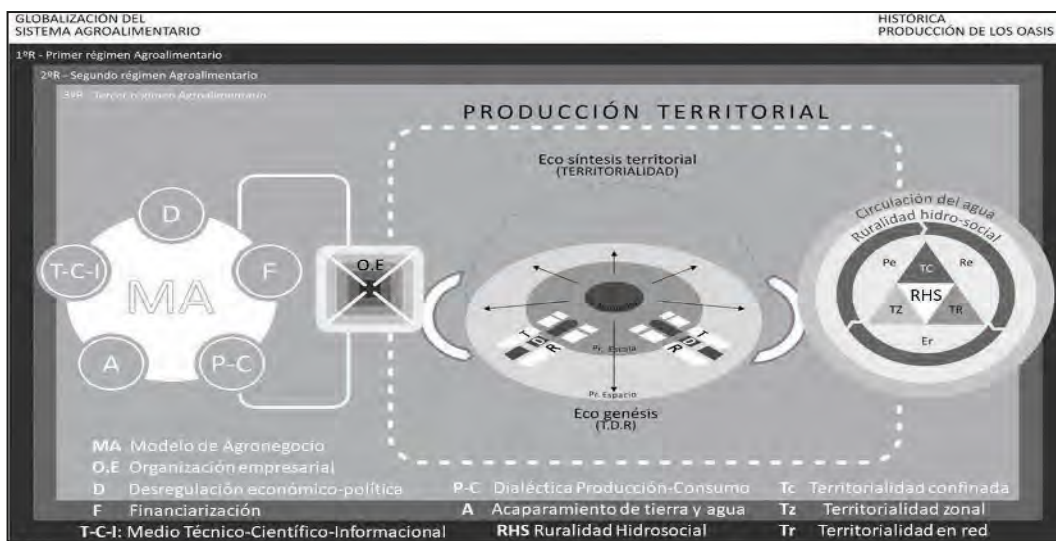 GLOBALIZACIÓN DEL
SISTEMA AGROALIMENTARIO
HISTÓRICA
PRODUCCIÓN DE LOS OASIS
1ºR - Primer régimen Agroalimentario
2ºR - Segundo régimen Agroalimentario
3ºR - Tercer régimen Agroalimentario
PRODUCCIÓN TERRITORIAL
Eco síntesis territorial
(TERRITORIALIDAD)
D
T-C-I
F
MA
A
P-C
O.E
T
D
R
T
D
R
Pr. Escala
Pr. Espacio
Eco genésis
(T.D.R)
Circulación del agua
Ruralidad hidro-social
Pe
Re
TC
RHS
TZ
TR
Er
MA Modelo de Agronegocio
O.E Organización empresarial
D Desregulación económico-política
F Financiarización
T-C-I: Medio Técnico-Científico-Informacional
P-C Dialéctica Producción-Consumo
A Acaparamiento de tierra y agua
RHS Ruralidad Hidrosocial
Tc Territorialidad confinada
Tz Territorialidad zonal
Tr Territorialidad en red